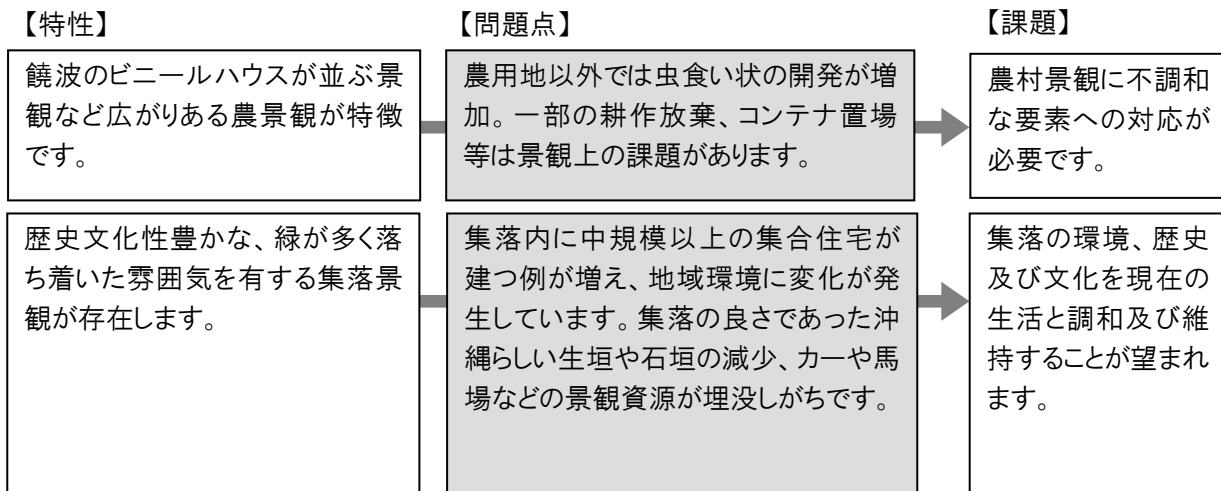 【特性】
【問題点】
【課題】
饒波のビニールハウスが並ぶ景
観など広がりある農景観が特徴
です。
農用地以外では虫食い状の開発が増
加。一部の耕作放棄、コンテナ置場
等は景観上の課題があります。
農村景観に不調和
な要素への対応が
必要です。
歴史文化性豊かな、緑が多く落
ち着いた雰囲気を有する集落景
観が存在します。
集落内に中規模以上の集合住宅が
建つ例が増え、地域環境に変化が発
生しています。集落の良さであった沖
縄らしい生垣や石垣の減少、カーや馬
場などの景観資源が埋没しがちです。
集落の環境、歴史
及び文化を現在の
生活と調和及び維
持することが望まれ
ます。